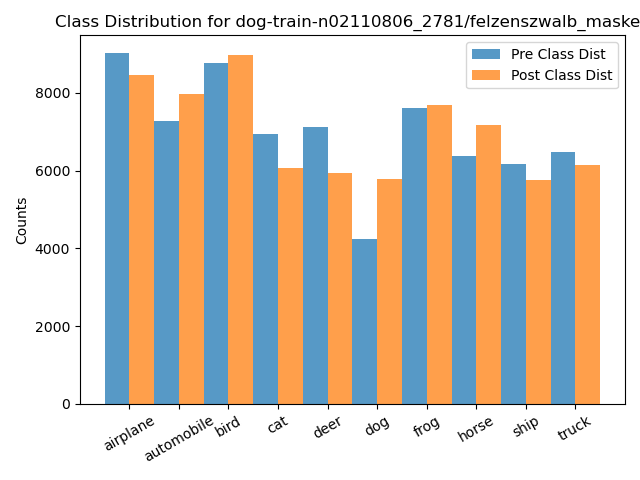 Class Distribution for dog-train-n02110806_2781/felzenszwalb_maske
Pre Class Dist
Post Class Dist
Counts
8000
6000
4000
2000
0
airplane
automobile
bird
cat
deer
dog
frog
horse
ship
truck